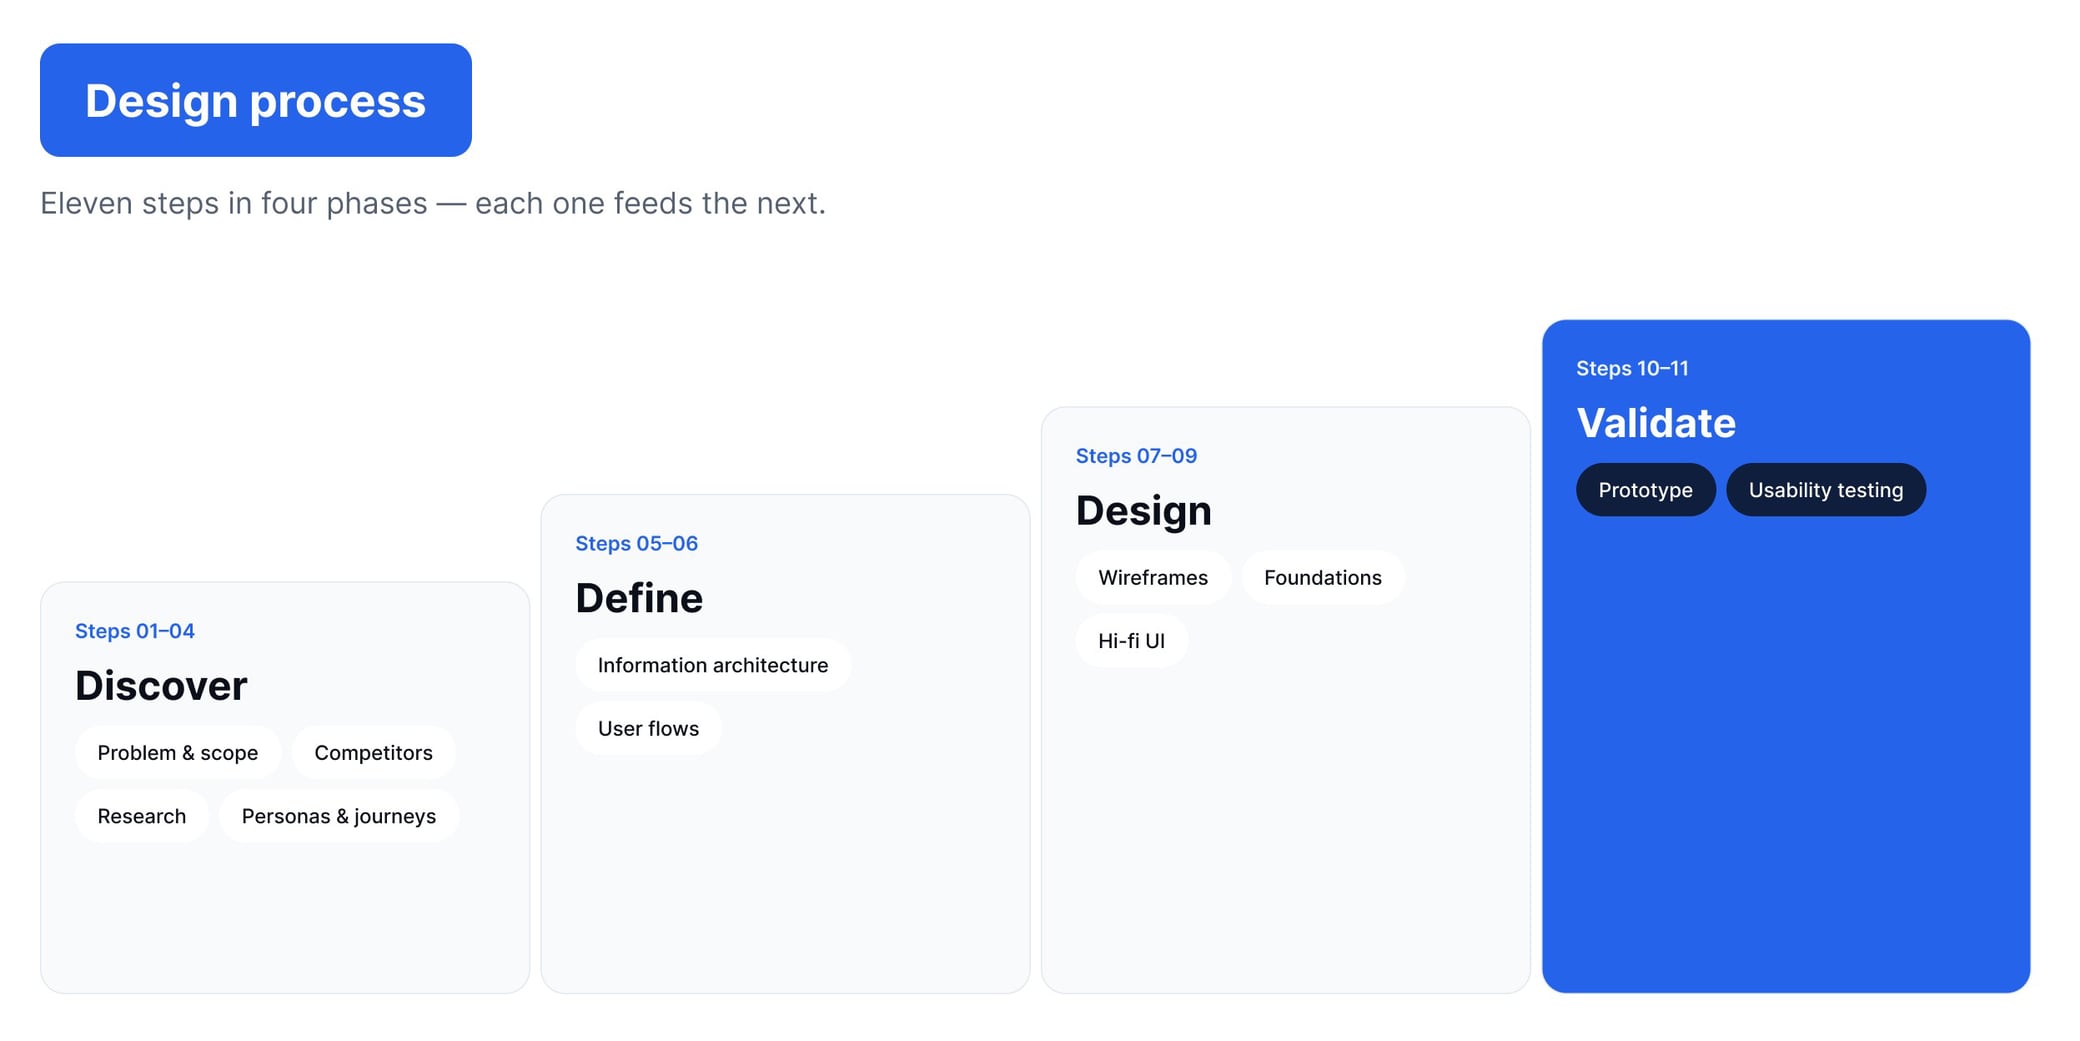 Design process
Eleven steps in four phases — each one feeds the next.
Steps 01–04
Discover
Problem & scope
Competitors
Research
Personas & journeys
Steps 05–06
Define
Information architecture
User flows
Steps 07–09
Design
Wireframes
Foundations
Hi-fi UI
Steps 10–11
Validate
Prototype
Usability testing